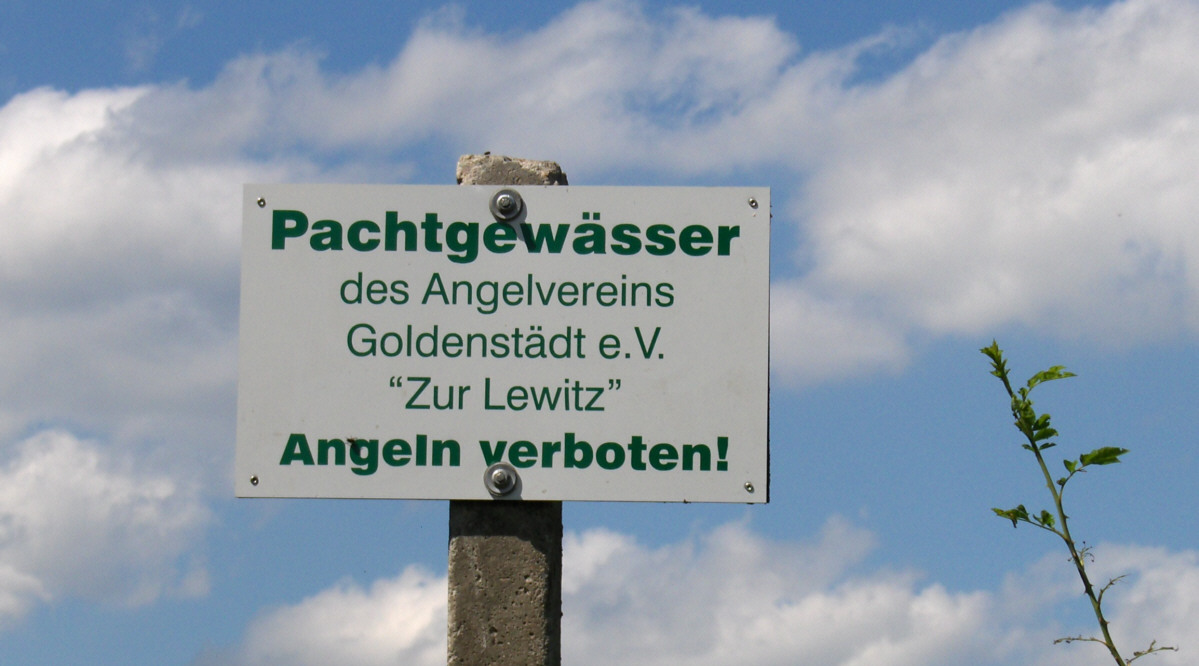 Pachtgewässer
des Angelvereins
Goldenstädt e.V.
“Zur Lewitz”
Angeln verboten!